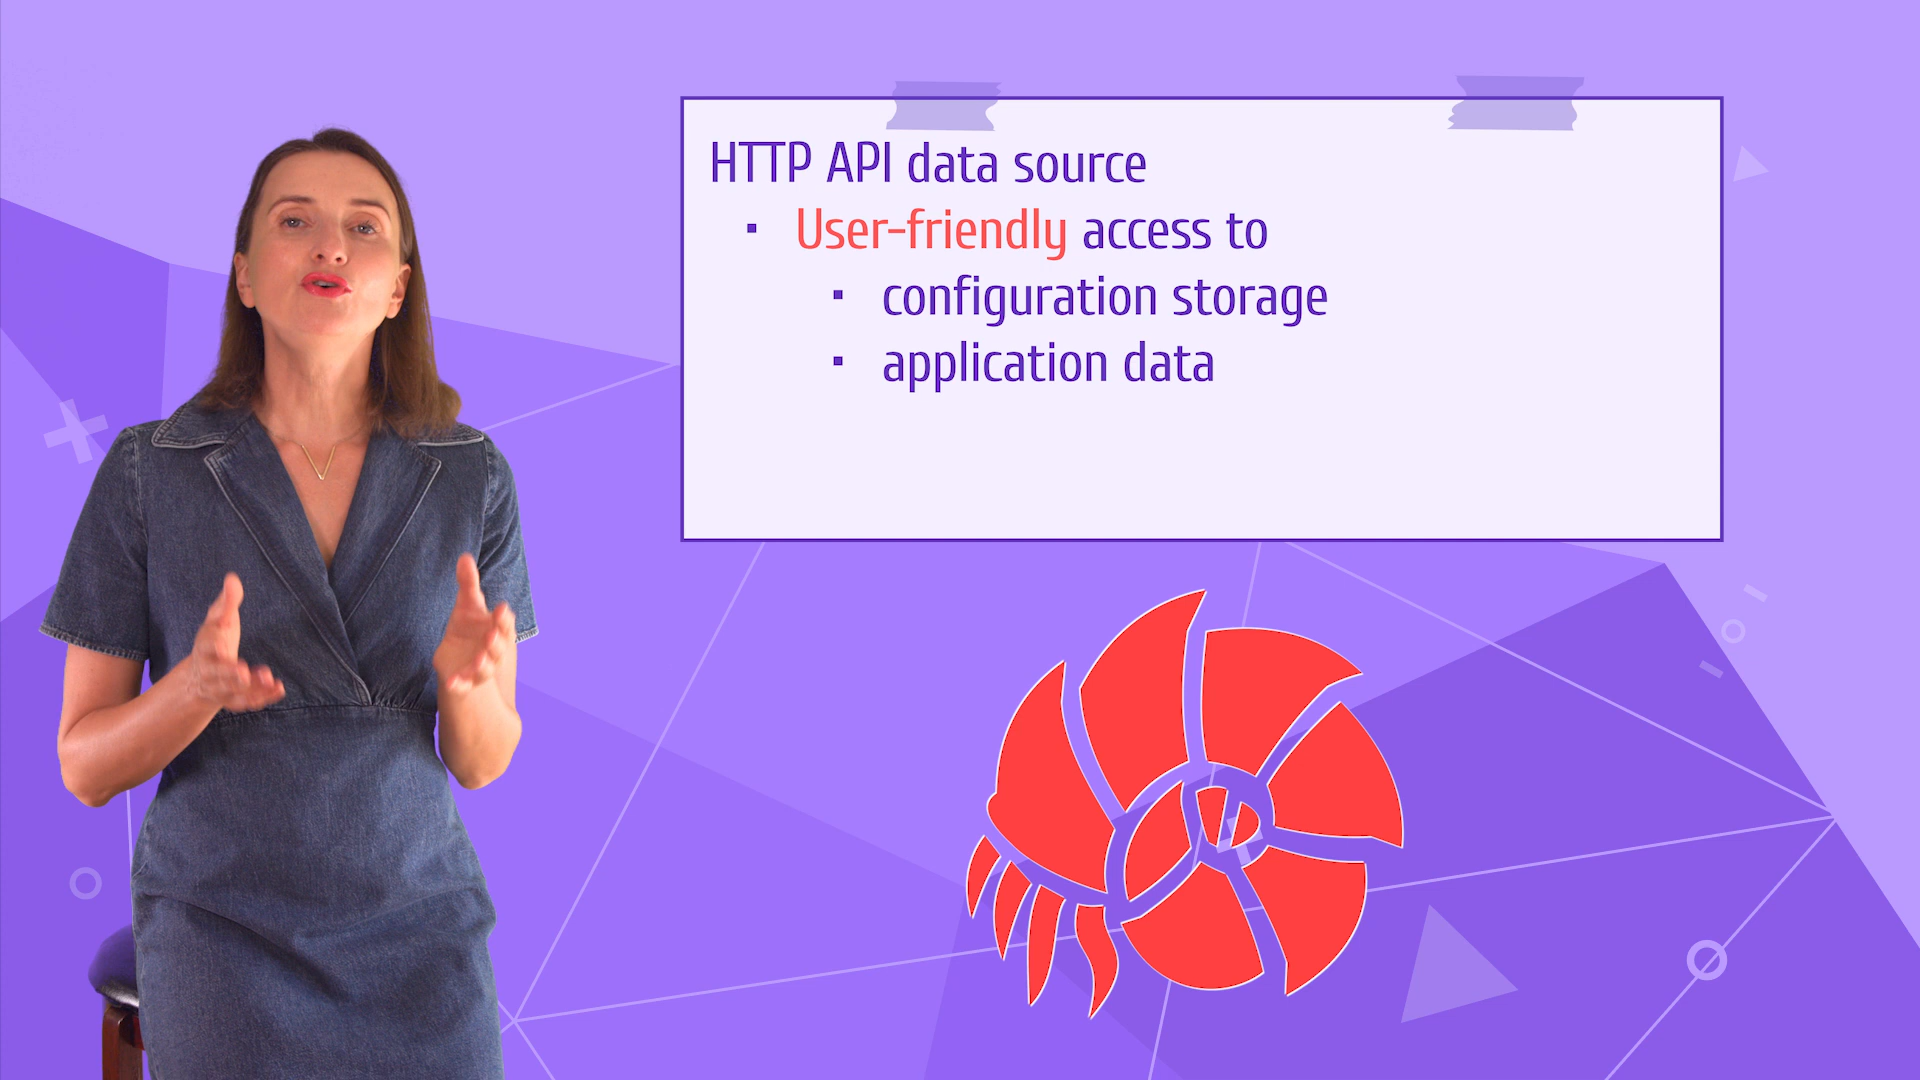 HTTP API data source
▪ User-friendly access to
▪ configuration storage
▪ application data